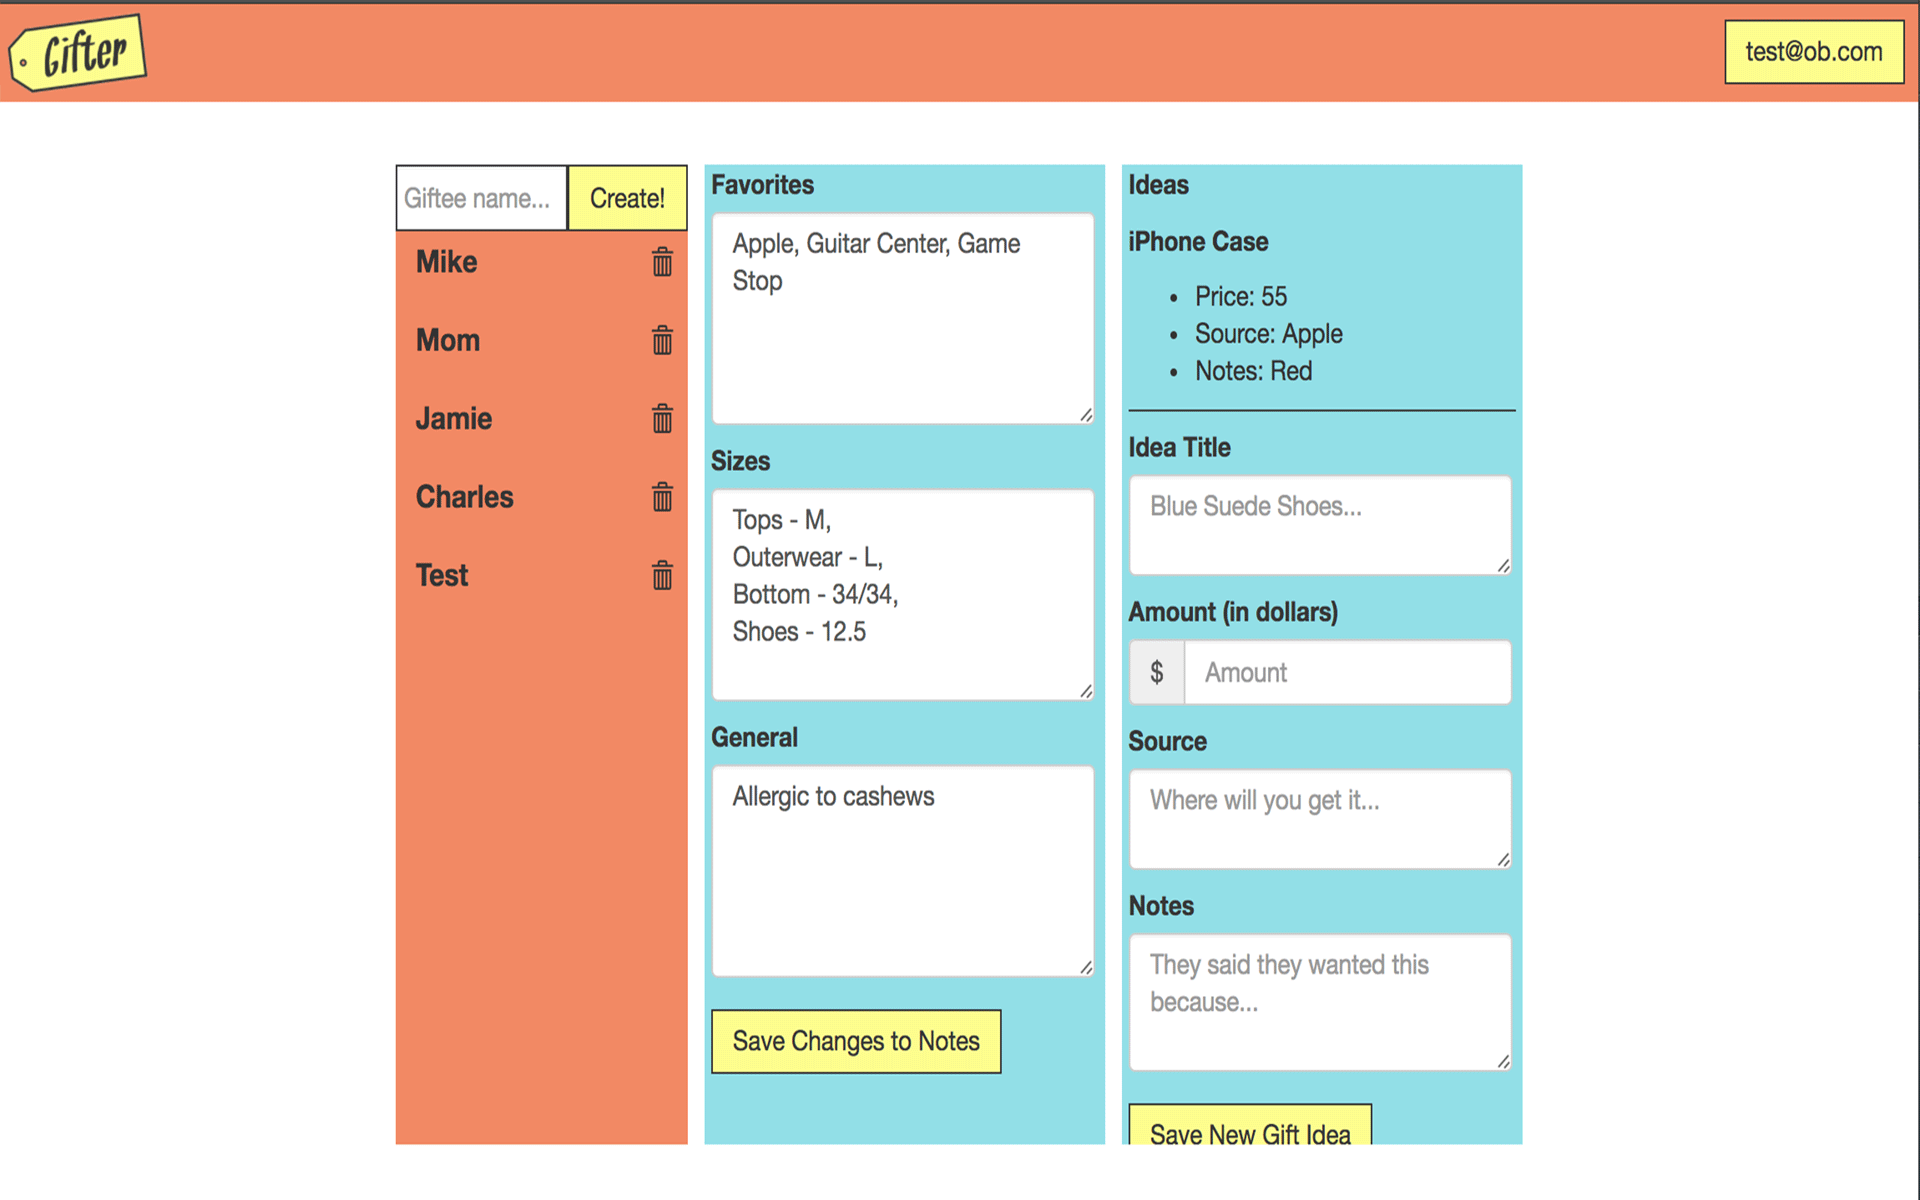 Gifter
test@ob.com
Giftee name...
Create!
Mike
Mom
Jamie
Charles
Test
Favorites
Apple, Guitar Center, Game
Stop
Sizes
Tops - M,
Outerwear - L,
Bottom - 34/34,
Shoes - 12.5
General
Allergic to cashews
Save Changes to Notes
Ideas
iPhone Case
• Price: 55
• Source: Apple
• Notes: Red
Idea Title
Blue Suede Shoes...
Amount (in dollars)
$ Amount
Source
Where will you get it...
Notes
They said they wanted this
because...
Save New Gift Idea